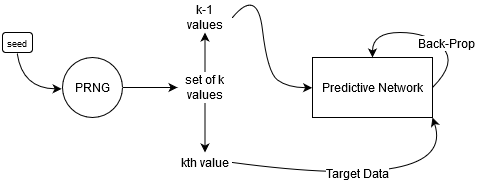 seed
PRNG
k-1
values
set of k
values
kth value
Predictive Network
Back-Prop
Target Data